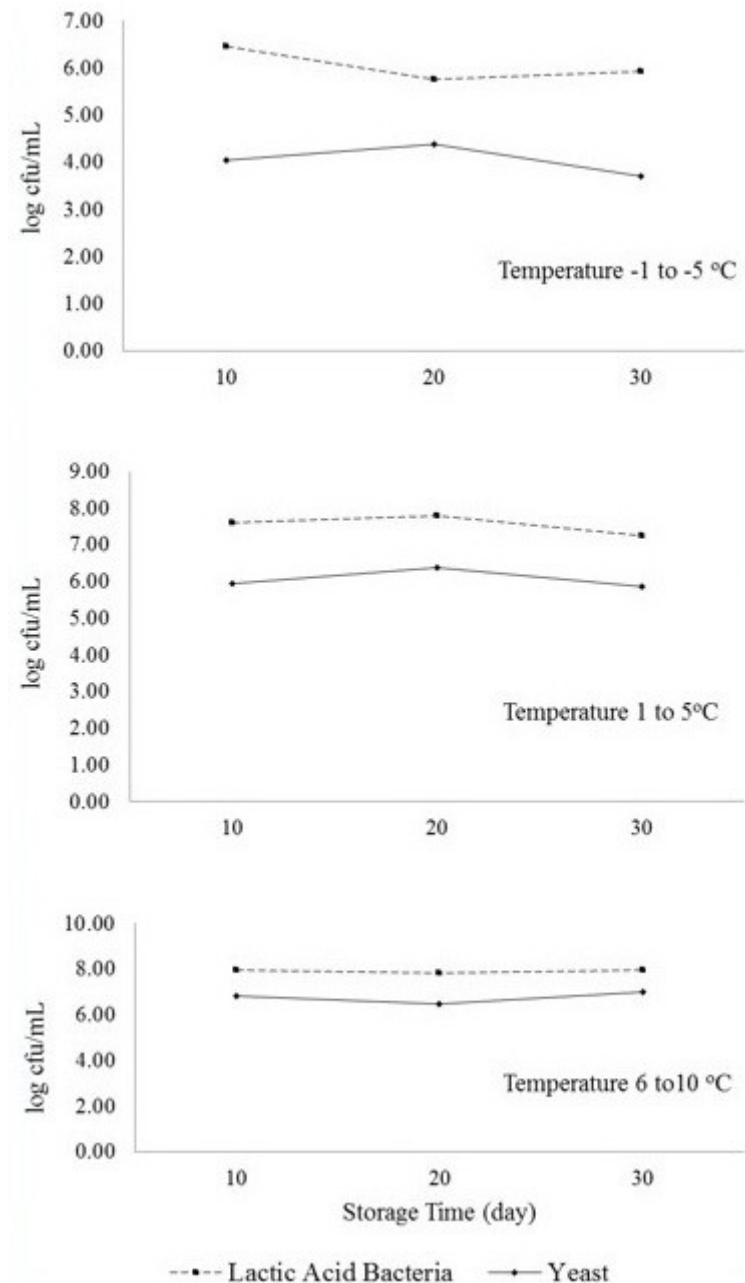 7.00
6.00
5.00
4.00
3.00
2.00
1.00
0.00
log cfu/mL
Temperature -1 to -5 °C
10 20 30
9.00
8.00
7.00
6.00
5.00
4.00
3.00
2.00
1.00
0.00
log cfu/mL
Temperature 1 to 5°C
10 20 30
10.00
8.00
6.00
4.00
2.00
0.00
log cfu/mL
Temperature 6 to10 °C
10 20 30
Storage Time (day)
Lactic Acid Bacteria Yeast